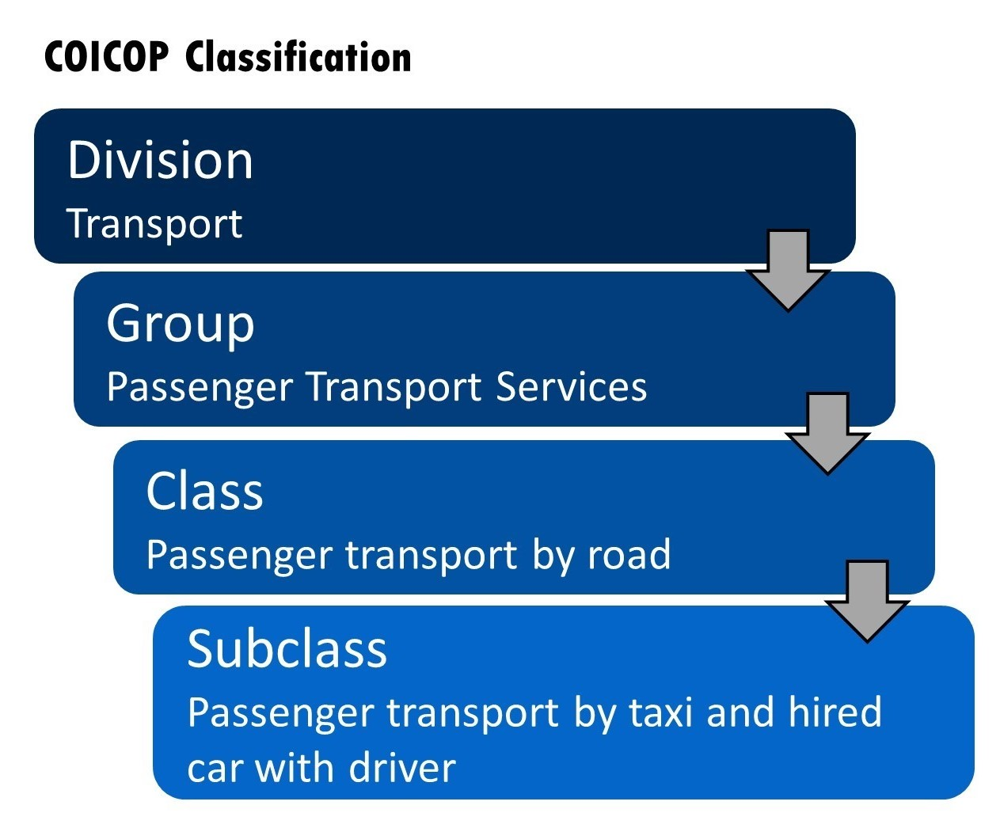 COICOP Classification
Division
Transport
Group
Passenger Transport Services
Class
Passenger transport by road
Subclass
Passenger transport by taxi and hired
car with driver